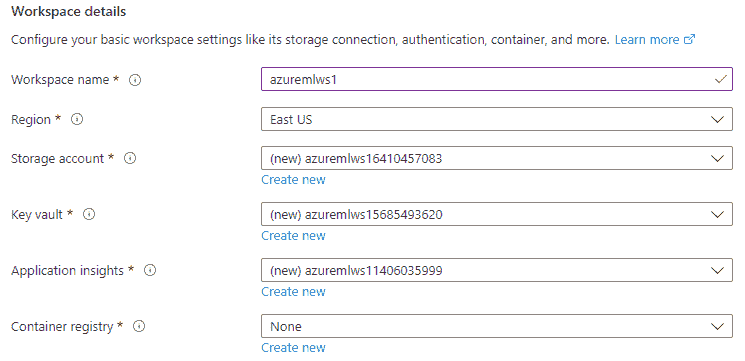 Workspace details
Configure your basic workspace settings like its storage connection, authentication, container, and more. Learn more
Workspace name * azuremlws1
Region * East US
Storage account * (new) azuremlws16410457083
Create new
Key vault * (new) azuremlws15685493620
Create new
Application insights * (new) azuremlws11406035999
Create new
Container registry * None
Create new